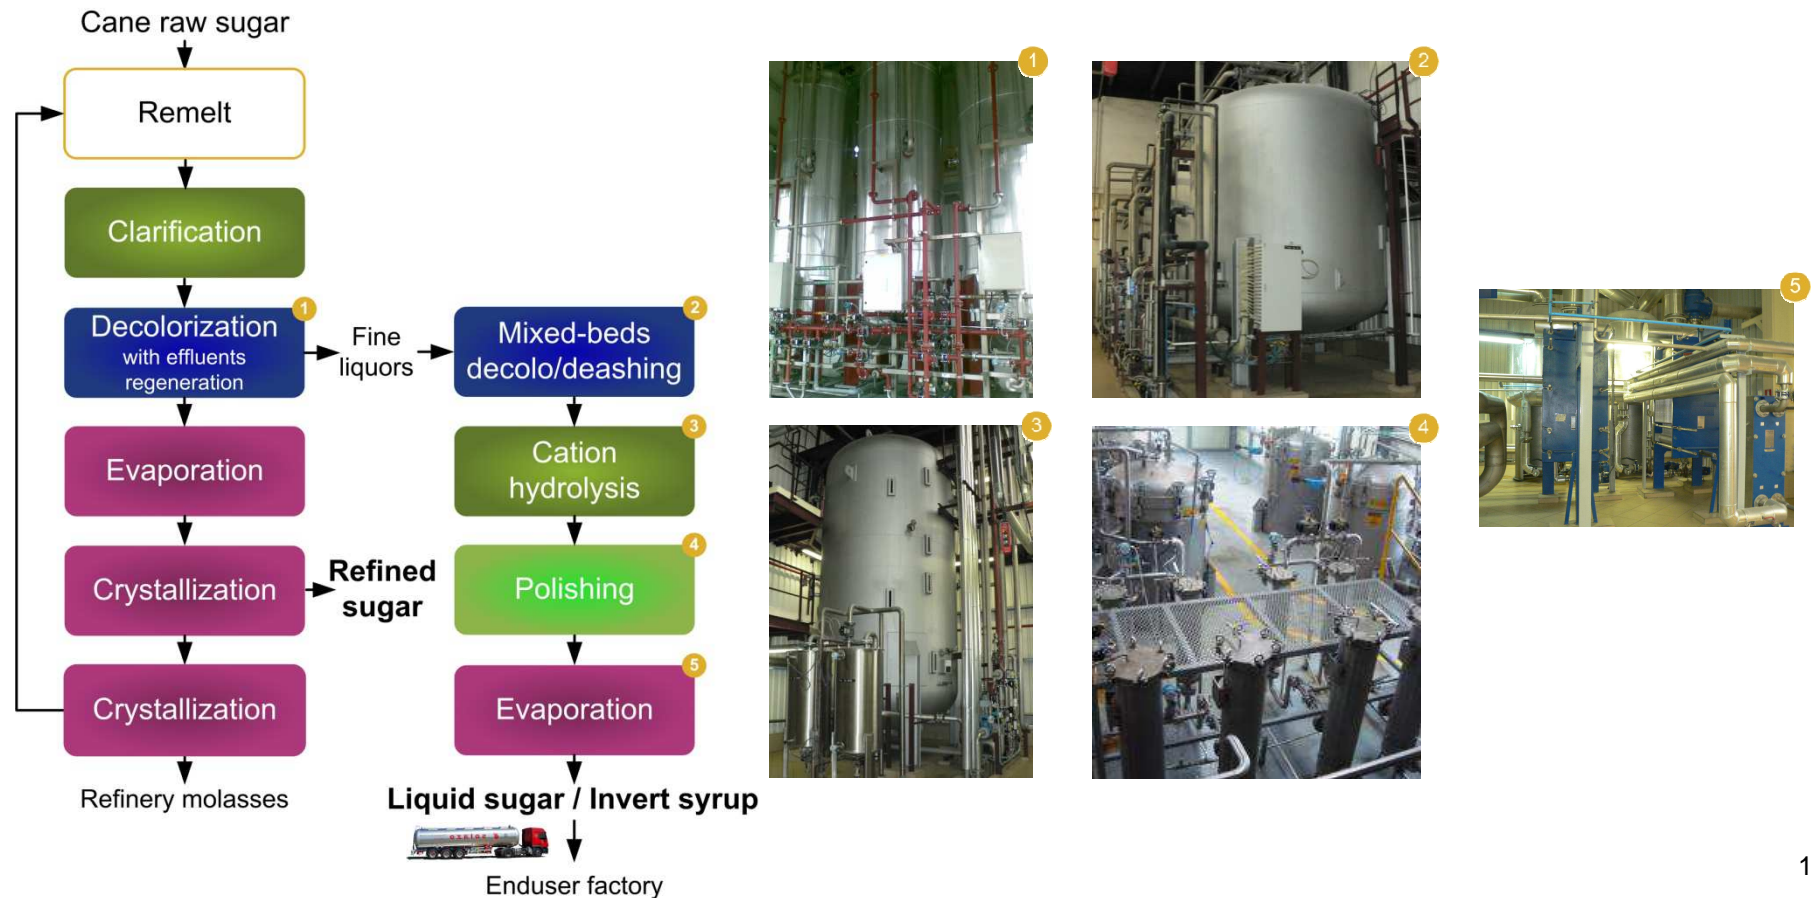 Cane raw sugar
Remelt
Clarification
1
Decolorization
with effluents
regeneration
Fine
liquors
2
Mixed-beds
decolo/deashing
Evaporation
3
Cation
hydrolysis
Crystallization
Refined
sugar
4
Polishing
Crystallization
5
Evaporation
Refinery molasses
Liquid sugar / Invert syrup
Enduser factory
1
2
3
4
5
1